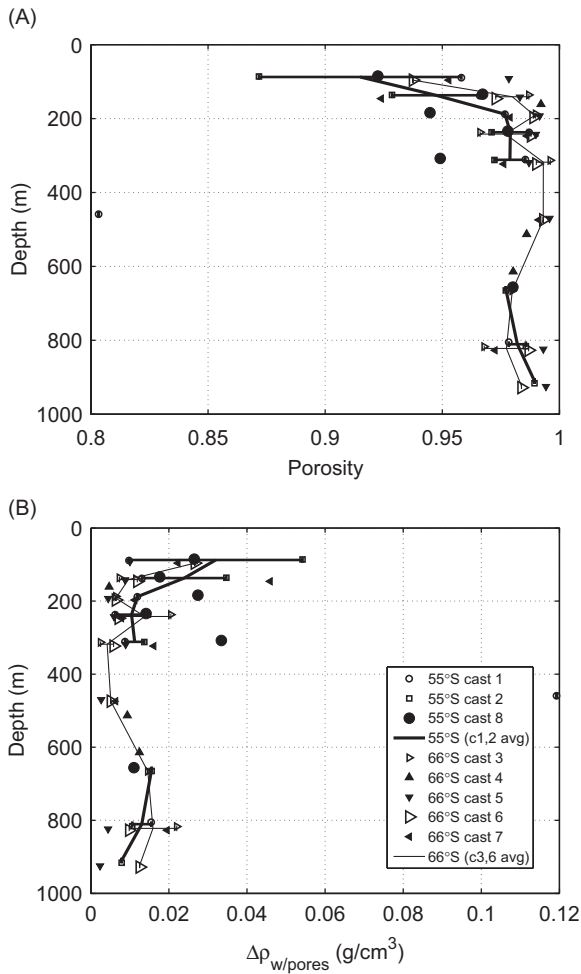 (A)
0
200
400
600
800
1000
Depth (m)
0.8
0.85
0.9
0.95
1
Porosity
(B)
0
200
400
600
800
1000
Depth (m)
55°S cast 1
55°S cast 2
55°S cast 8
55°S (c1,2 avg)
66°S cast 3
66°S cast 4
66°S cast 5
66°S cast 6
66°S cast 7
66°S (c3,6 avg)
0
0.02
0.04
0.06
0.08
0.1
0.12
Δρw/pores (g/cm³)